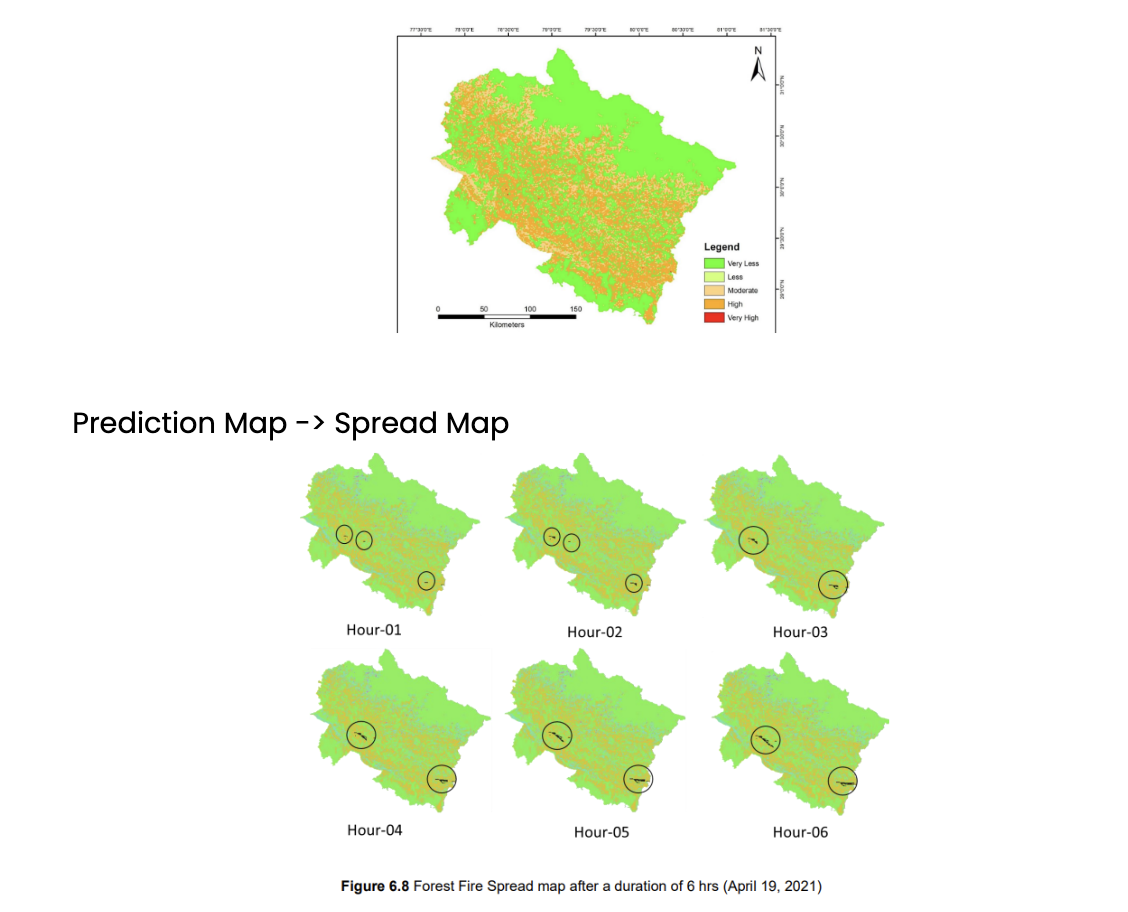 77°30'0"E 78°0'0"E 78°30'0"E 79°0'0"E 79°30'0"E 80°0'0"E 80°30'0"E 81°0'0"E 81°30'0"E
N
31°0'0"N
30°30'0"N
30°0'0"N
29°30'0"N
29°0'0"N
Legend
Very Less
Less
Moderate
High
Very High
0 50 100 150
Kilometers
Prediction Map -> Spread Map
Hour-01 Hour-02 Hour-03
Hour-04 Hour-05 Hour-06
Figure 6.8 Forest Fire Spread map after a duration of 6 hrs (April 19, 2021)